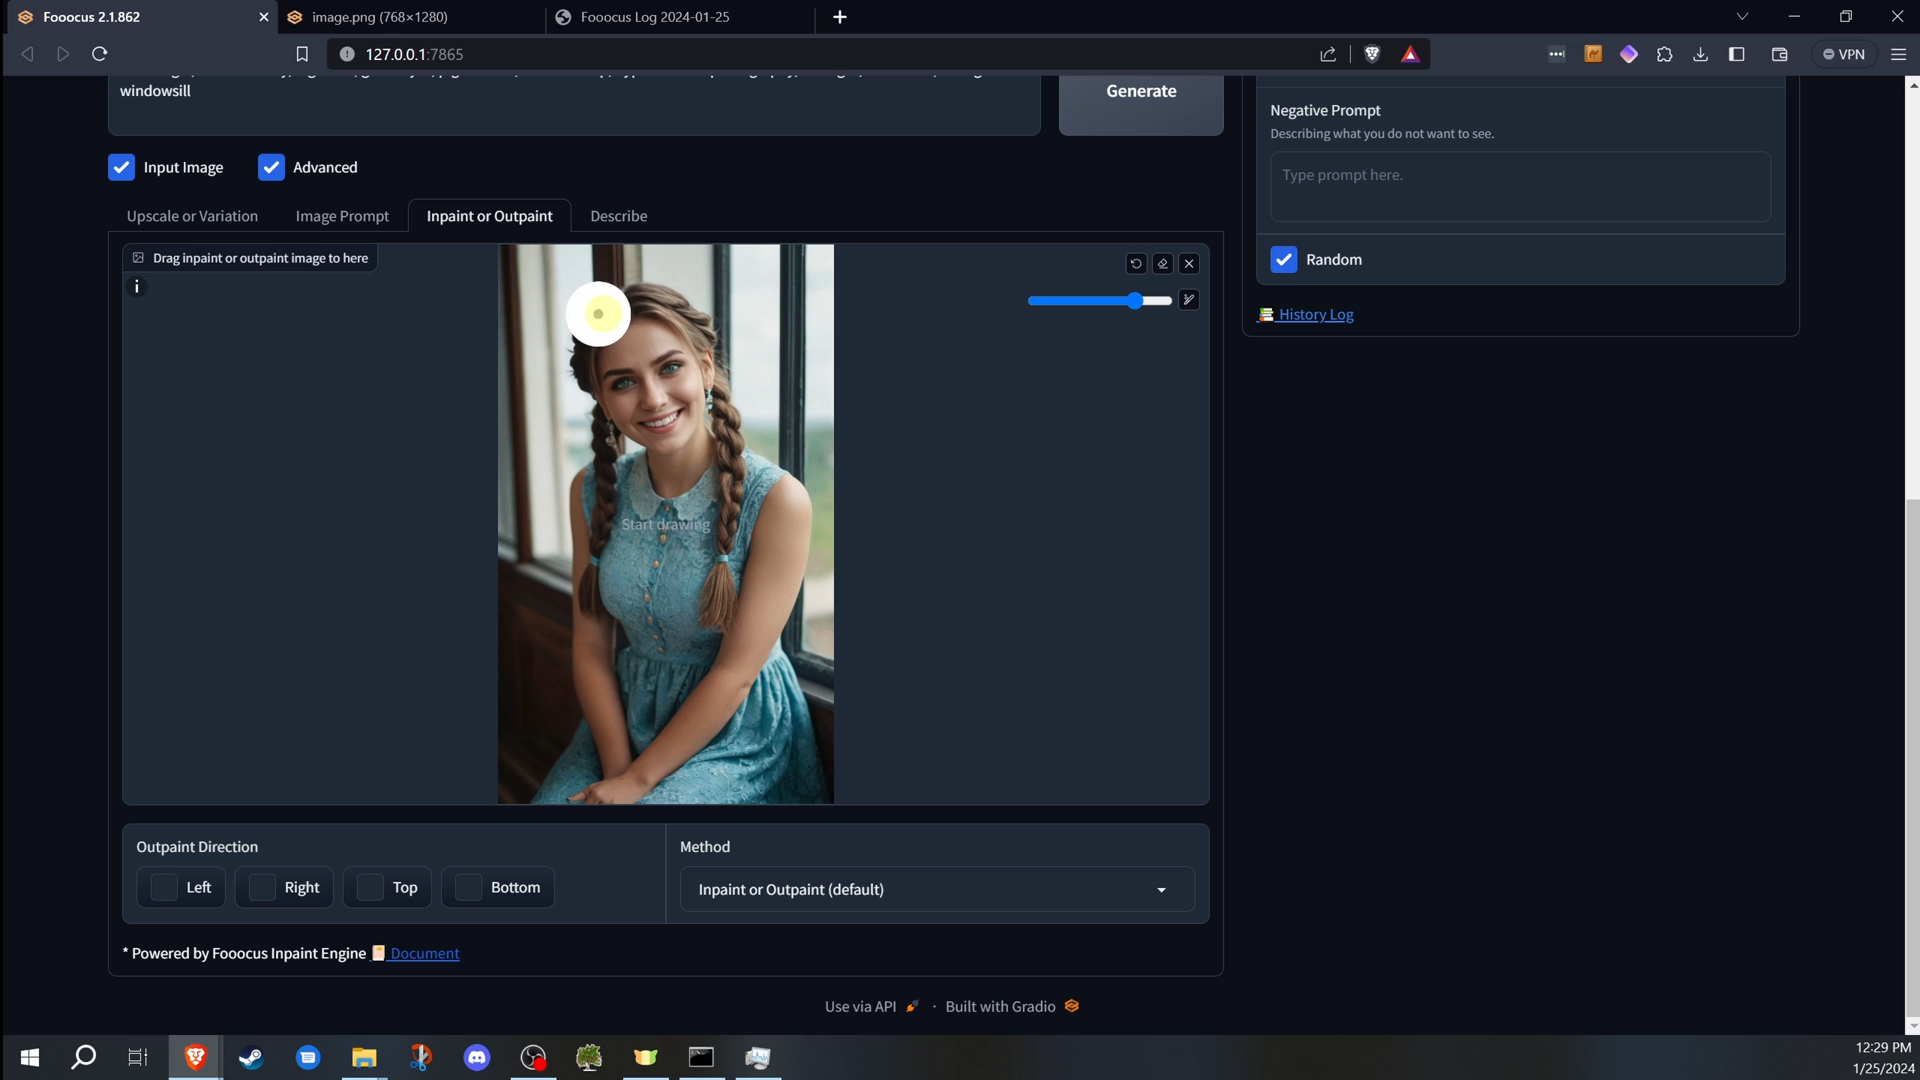 Fooocus 2.1.862
image.png (768×1280)
Fooocus Log 2024-01-25
127.0.0.1:7865
VPN
windowsill
Generate
Negative Prompt
Describing what you do not want to see.
Type prompt here.
Input Image
Advanced
Upscale or Variation
Image Prompt
Inpaint or Outpaint
Describe
Drag inpaint or outpaint image to here
i
Random
History Log
Start drawing
Outpaint Direction
Left
Right
Top
Bottom
Method
Inpaint or Outpaint (default)
* Powered by Fooocus Inpaint Engine Document
Use via API · Built with Gradio
12:29 PM
1/25/2024